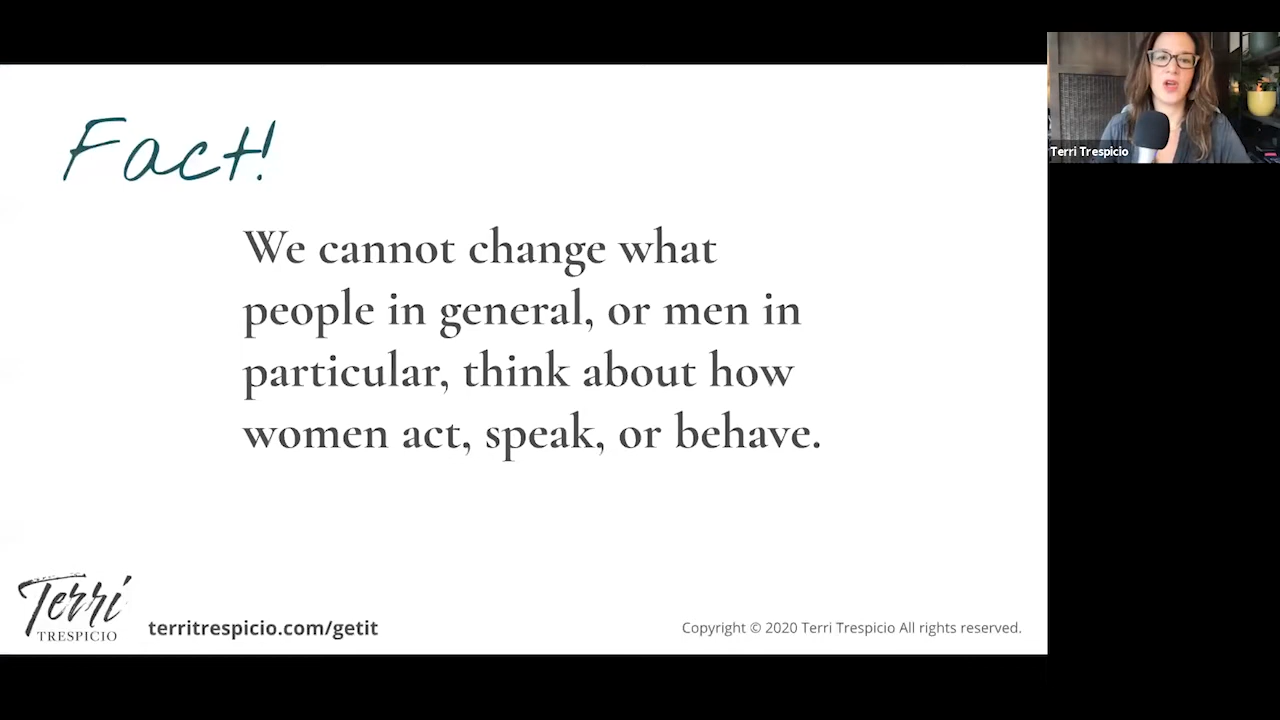 Fact!
We cannot change what
people in general, or men in
particular, think about how
women act, speak, or behave.
Terri
TRESPICIO
territrespicio.com/getit
Copyright © 2020 Terri Trespicio All rights reserved.
Terri Trespicio